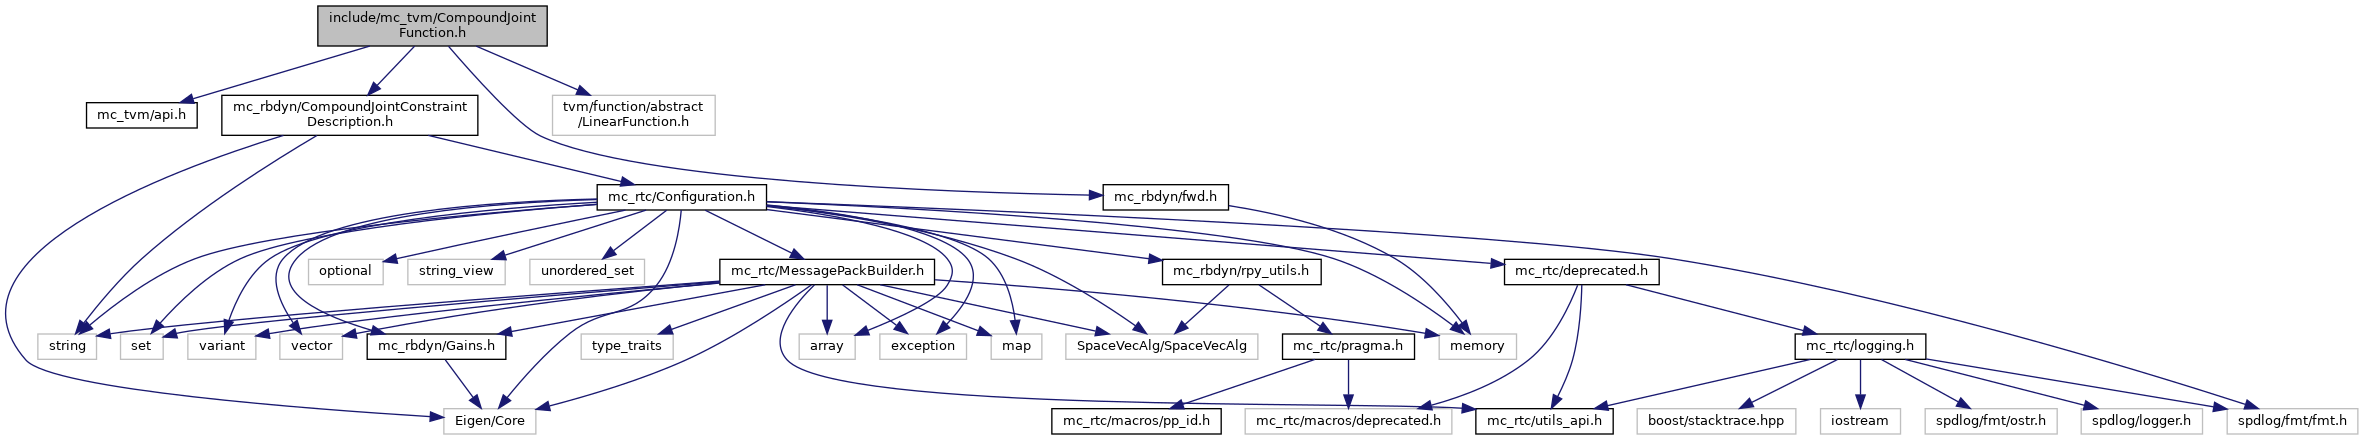 include/mc_tvm/CompoundJoint
Function.h
mc_tvm/api.h
mc_rbdyn/CompoundJointConstraint
Description.h
tvm/function/abstract
/LinearFunction.h
mc_rtc/Configuration.h
mc_rbdyn/fwd.h
optional
string_view
unordered_set
mc_rtc/MessagePackBuilder.h
mc_rbdyn/rpy_utils.h
mc_rtc/deprecated.h
string
set
variant
vector
mc_rbdyn/Gains.h
type_traits
array
exception
map
SpaceVecAlg/SpaceVecAlg
mc_rtc/pragma.h
memory
mc_rtc/logging.h
Eigen/Core
mc_rtc/macros/pp_id.h
mc_rtc/macros/deprecated.h
mc_rtc/utils_api.h
boost/stacktrace.hpp
iostream
spdlog/fmt/ostr.h
spdlog/logger.h
spdlog/fmt/fmt.h